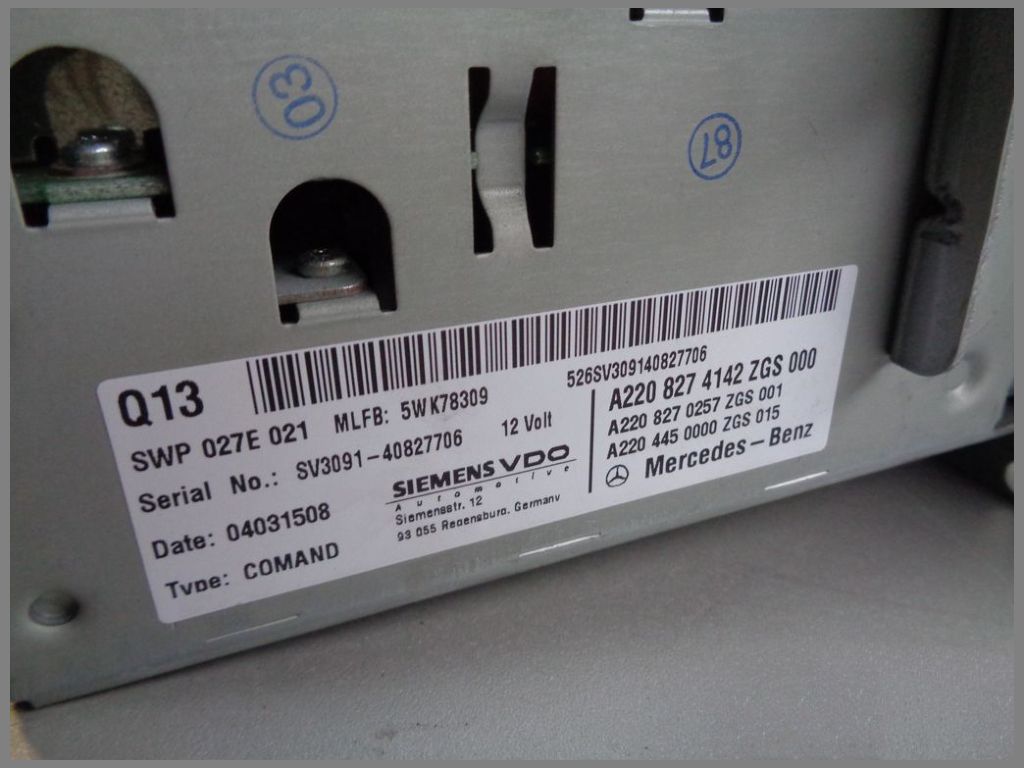 03
87
Q13
526SV309140827706
SWP 027E 021 MLFB: 5WK78309
A220 827 4142 ZGS 000
Serial No.: SV3091-40827706 12 Volt
A220 827 0257 ZGS 001
A220 445 0000 ZGS 015
Date: 04031508
SIEMENS VDO
Automotive
Mercedes-Benz
Siemensstr. 12
93 055 Regensburg, Germany
Type: COMAND